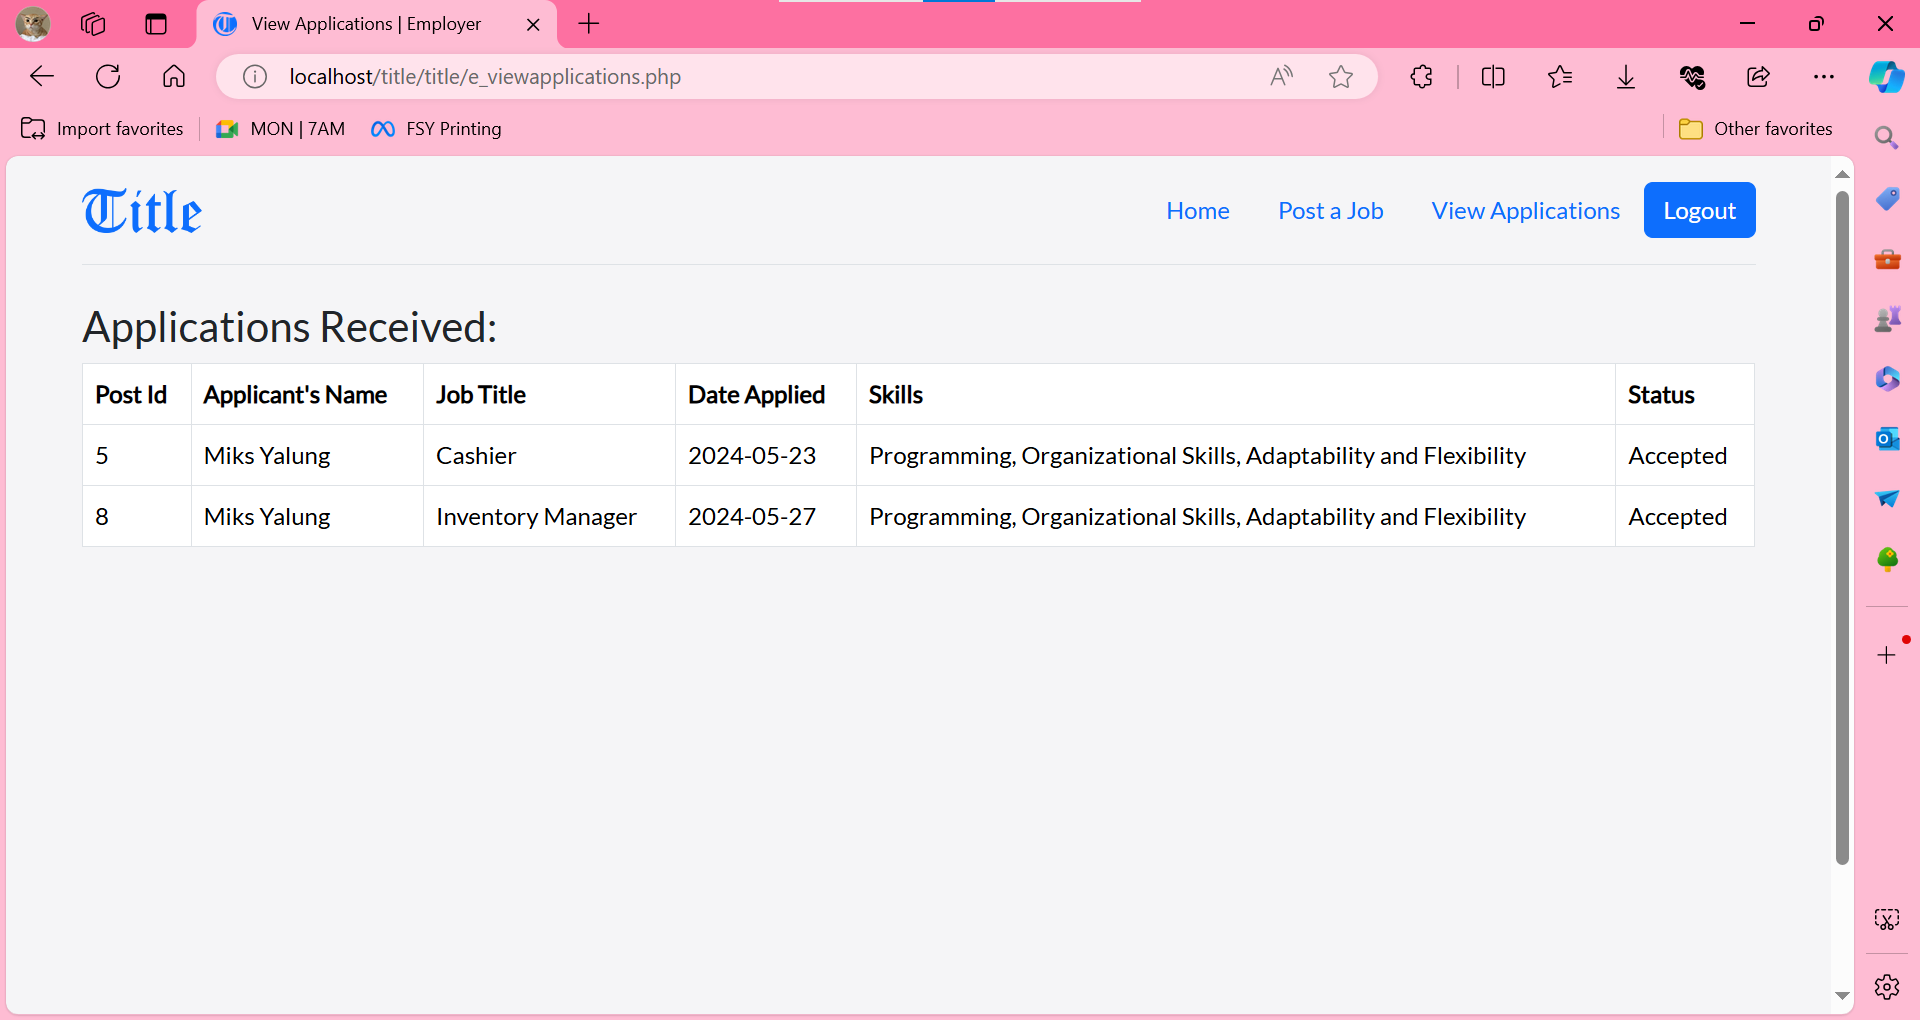 View Applications | Employer
localhost/title/title/e_viewapplications.php
Import favorites
MON | 7AM
FSY Printing
Other favorites
Title
Home
Post a Job
View Applications
Logout
Applications Received:
Post Id Applicant's Name Job Title Date Applied Skills Status
5 Miks Yalung Cashier 2024-05-23 Programming, Organizational Skills, Adaptability and Flexibility Accepted
8 Miks Yalung Inventory Manager 2024-05-27 Programming, Organizational Skills, Adaptability and Flexibility Accepted